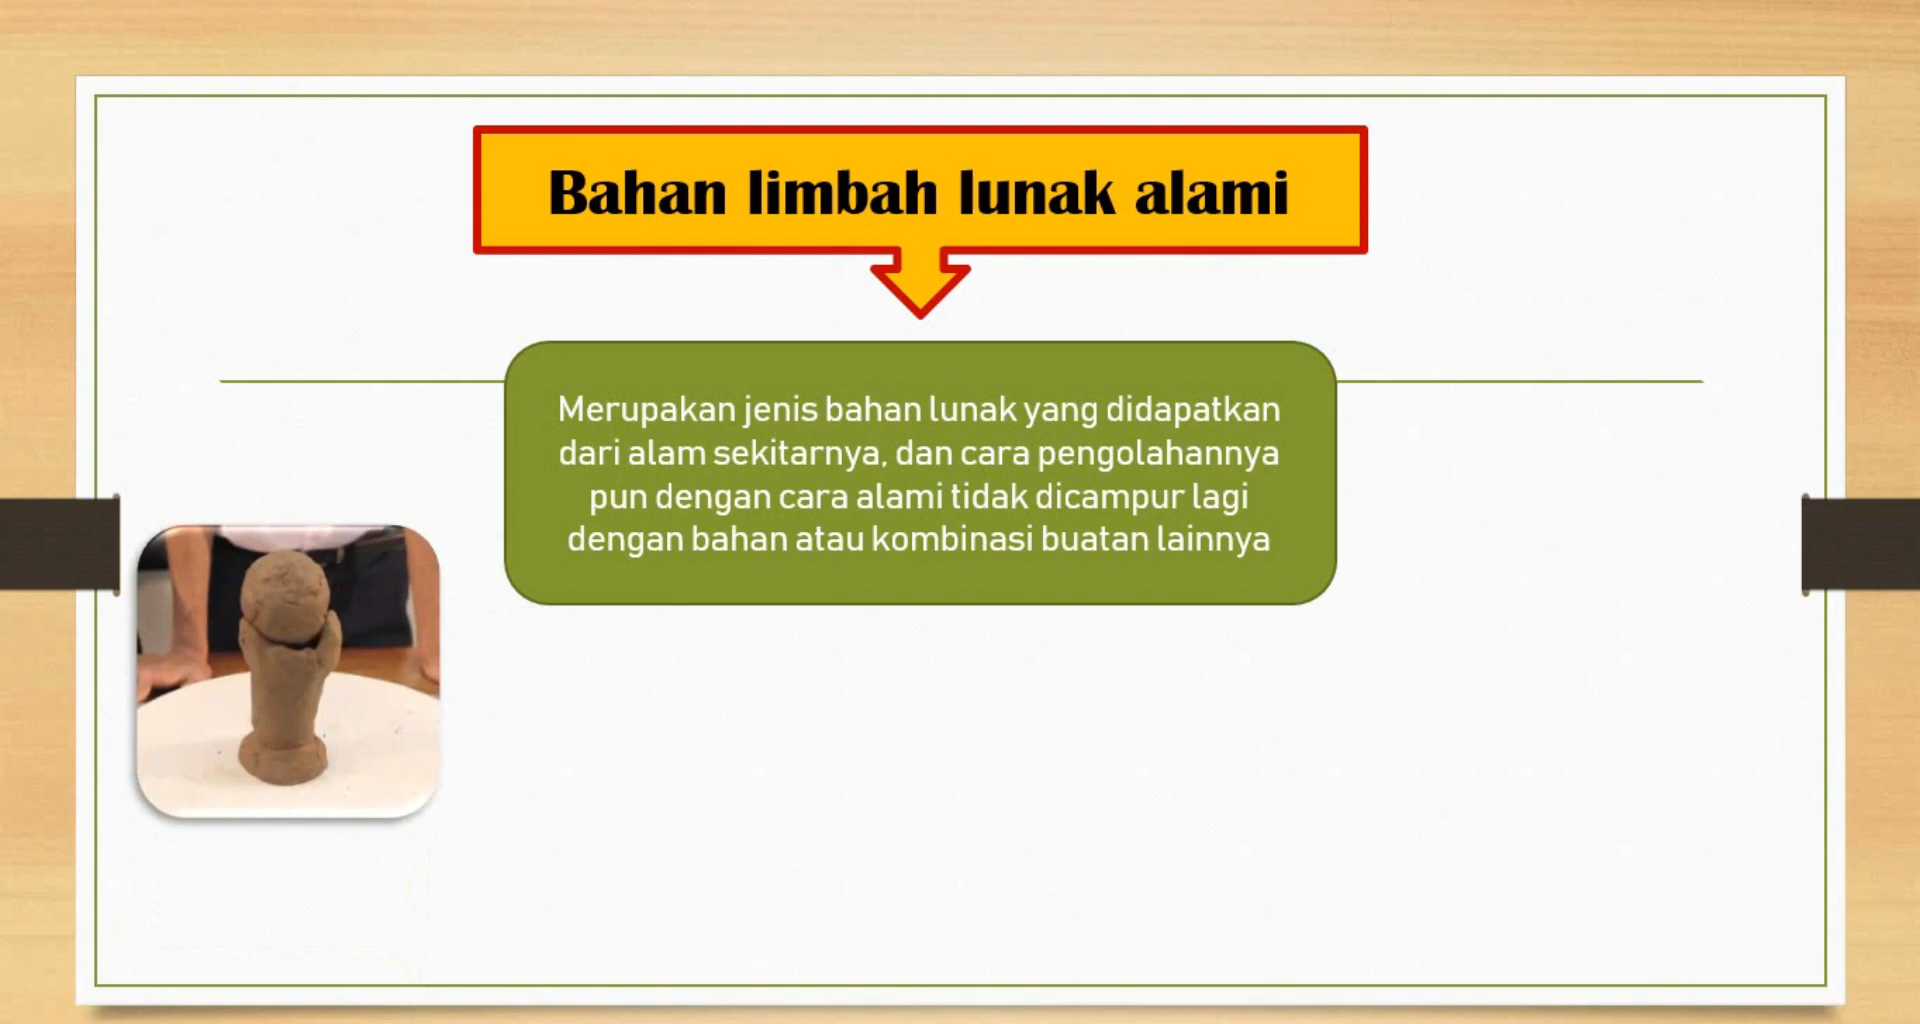 Bahan limbah lunak alami
Merupakan jenis bahan lunak yang didapatkan
dari alam sekitarnya, dan cara pengolahannya
pun dengan cara alami tidak dicampur lagi
dengan bahan atau kombinasi buatan lainnya